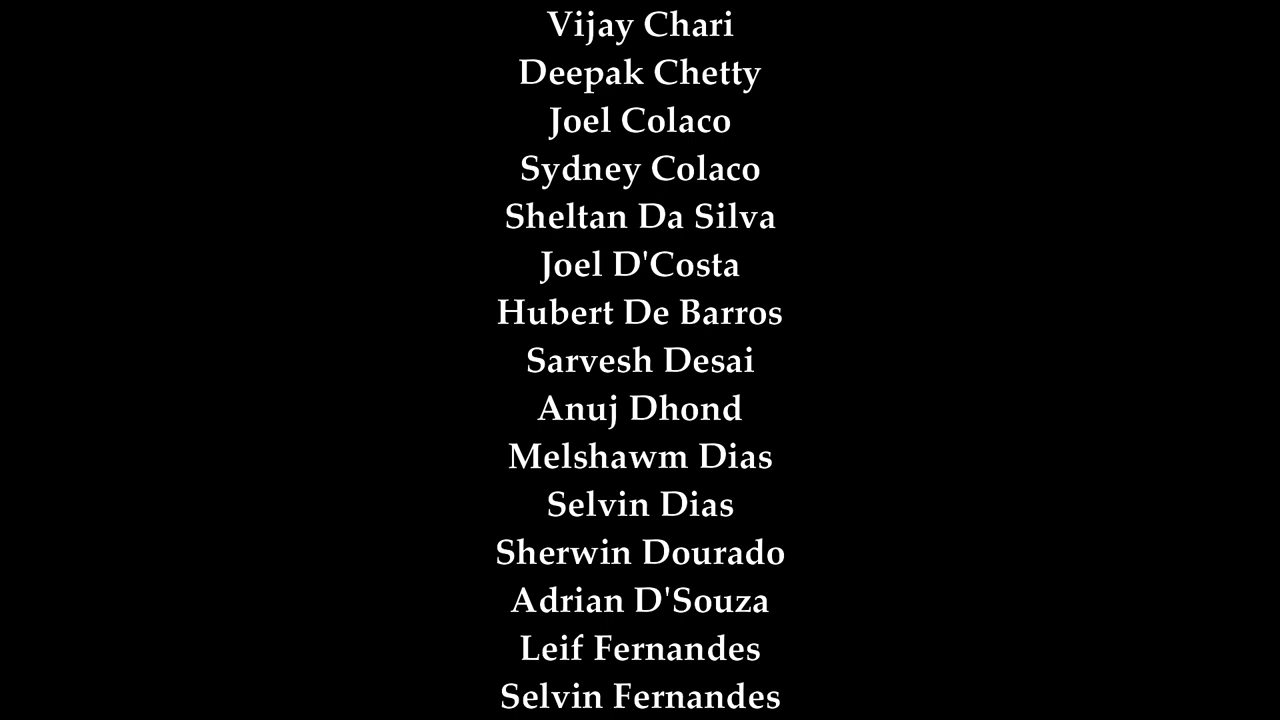 Vijay Chari
Deepak Chetty
Joel Colaco
Sydney Colaco
Sheltan Da Silva
Joel D'Costa
Hubert De Barros
Sarvesh Desai
Anuj Dhond
Melshawm Dias
Selvin Dias
Sherwin Dourado
Adrian D'Souza
Leif Fernandes
Selvin Fernandes